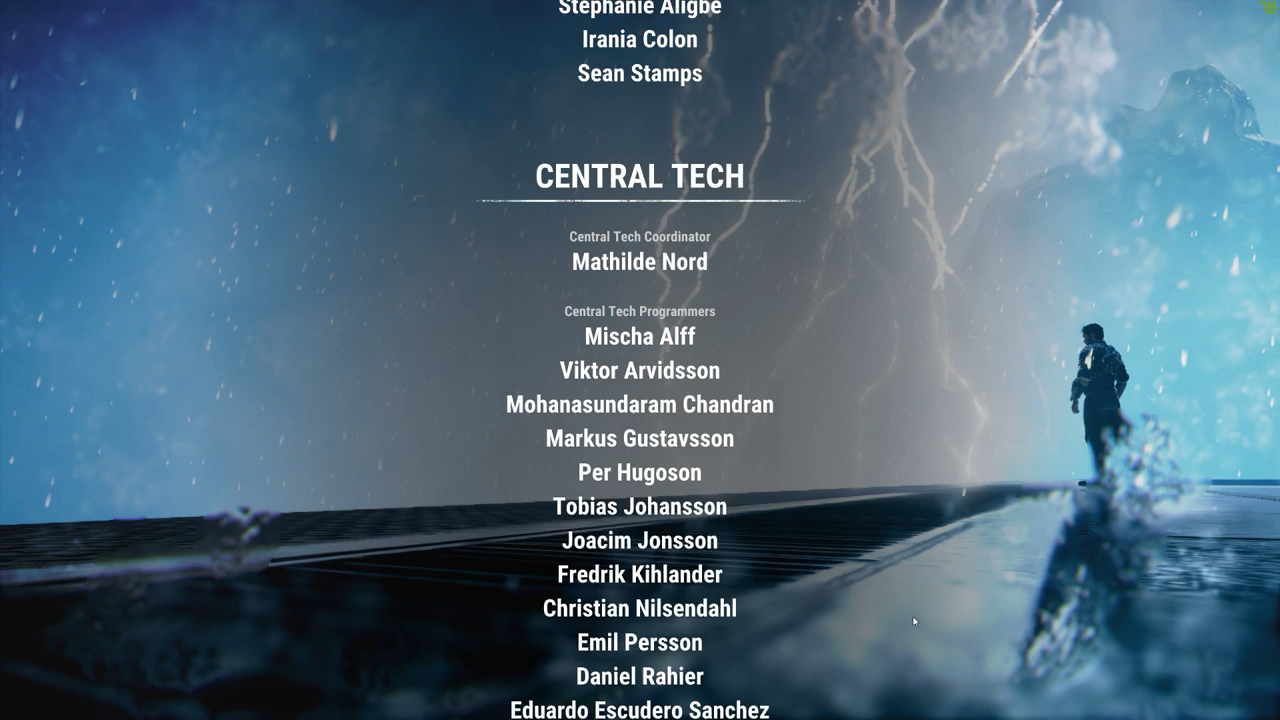 Stephanie Aligbe
Irania Colon
Sean Stamps
CENTRAL TECH
Central Tech Coordinator
Mathilde Nord
Central Tech Programmers
Mischa Alff
Viktor Arvidsson
Mohanasundaram Chandran
Markus Gustavsson
Per Hugoson
Tobias Johansson
Joacim Jonsson
Fredrik Kihlander
Christian Nilsendahl
Emil Persson
Daniel Rahier
Eduardo Escudero Sanchez